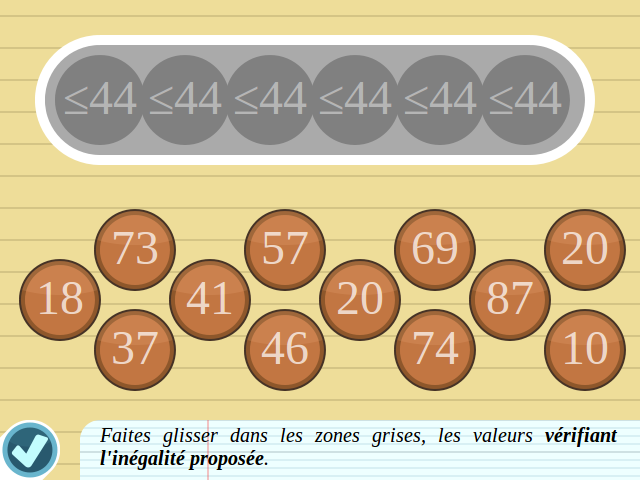 ≤44 ≤44 ≤44 ≤44 ≤44 ≤44
73 57 69 20
18 41 20 87
37 46 74 10
Faites glisser dans les zones grises, les valeurs vérifiant
l'inégalité proposée.